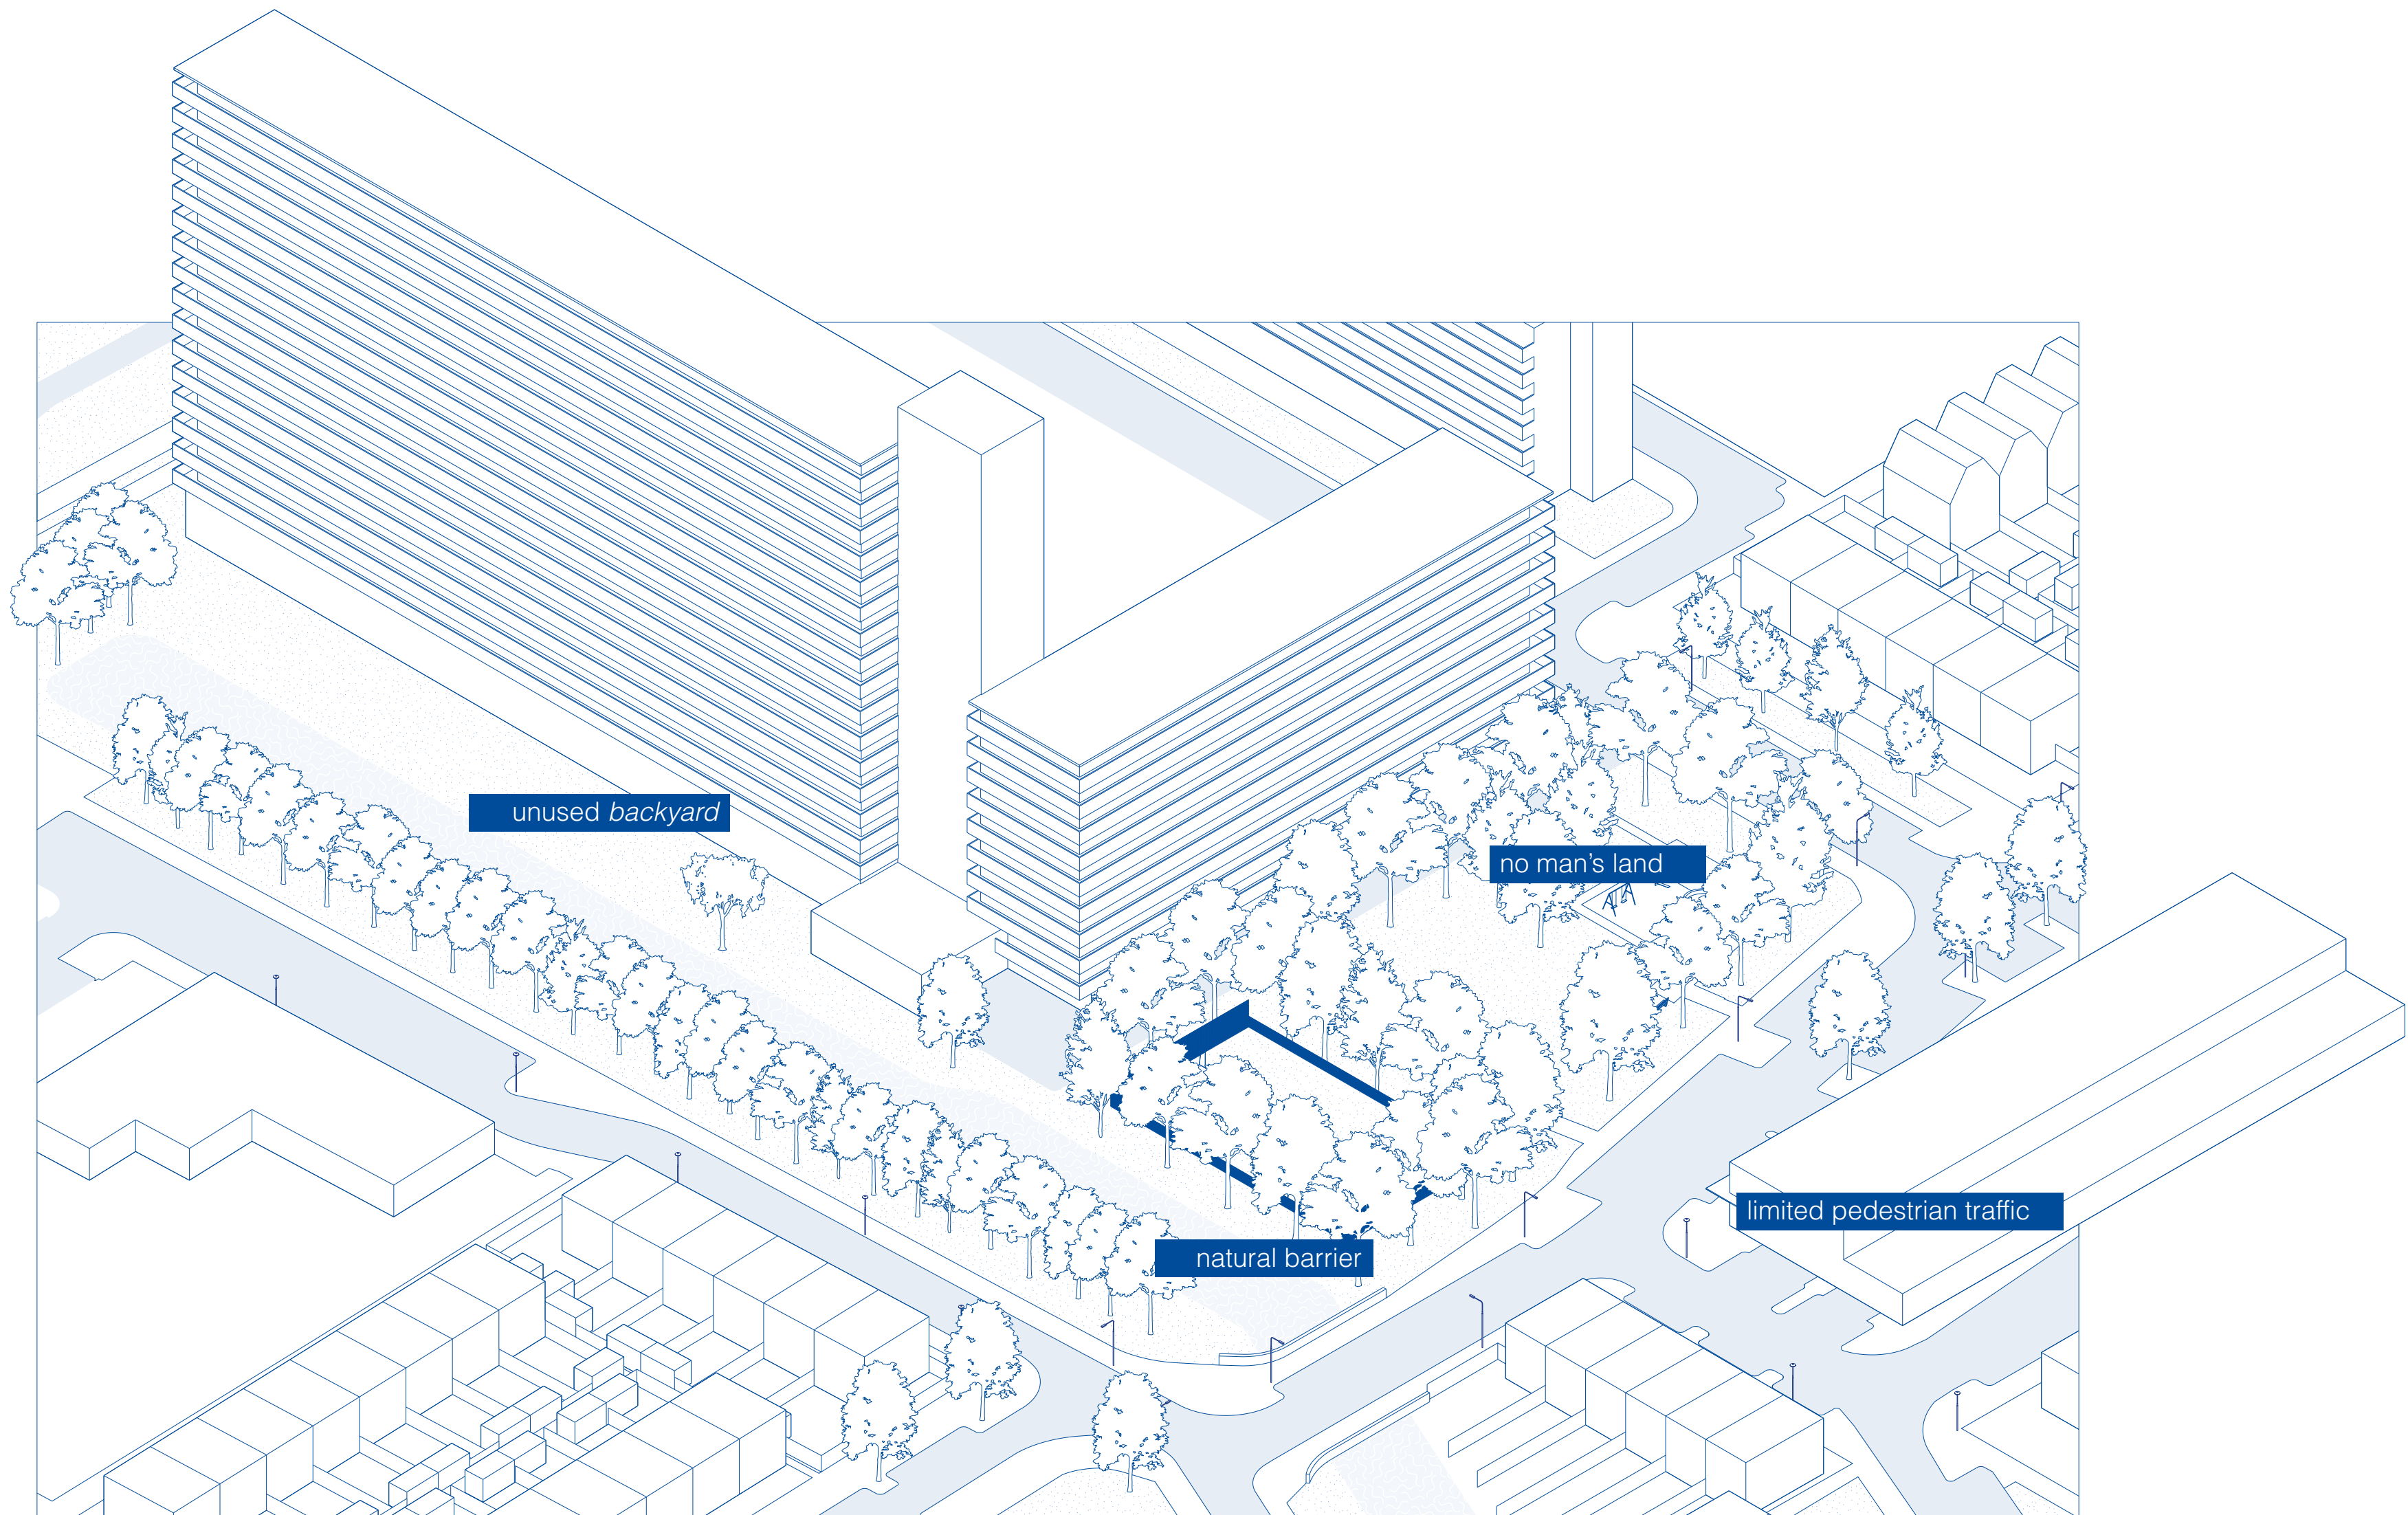 unused backyard
no man's land
limited pedestrian traffic
natural barrier